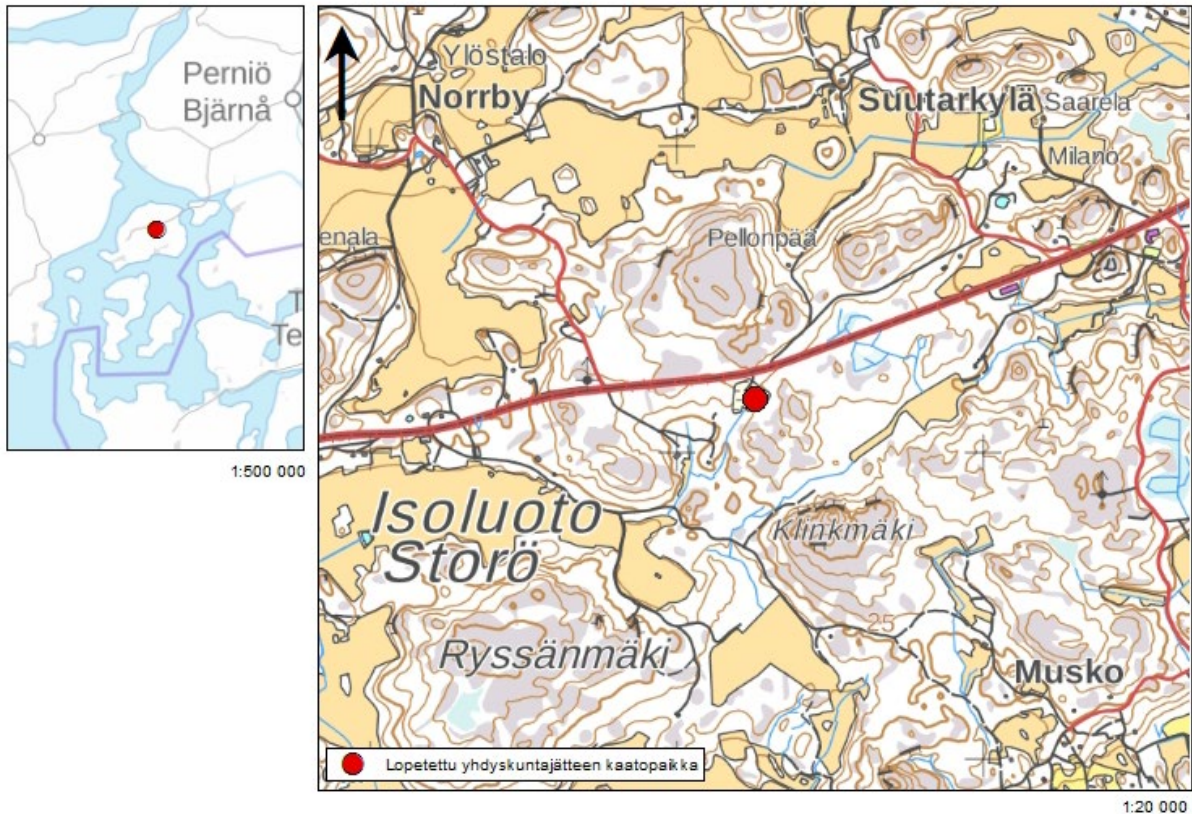 Perniö
Bjärnå
T
Te
1:500 000
Ylöstalo
Norrby
Suutarkylä
Saarela
Milano
enala
Pellonpää
Isoluoto
Storö
Klinkmäki
25
Ryssänmäki
Musko
Lopetettu yhdyskuntajätteen kaatopaikka
1:20 000